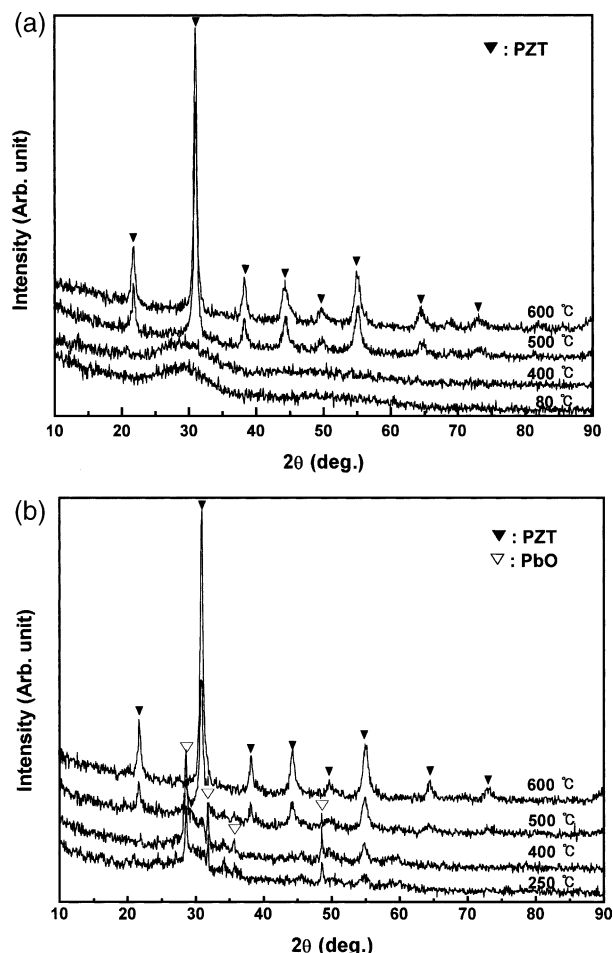 (a)
▼ : PZT
Intensity (Arb. unit)
600 ℃
500 ℃
400 ℃
80 ℃
10 20 30 40 50 60 70 80 90
2θ (deg.)
(b)
▼ : PZT
▽ : PbO
Intensity (Arb. unit)
600 ℃
500 ℃
400 ℃
250 ℃
10 20 30 40 50 60 70 80 90
2θ (deg.)